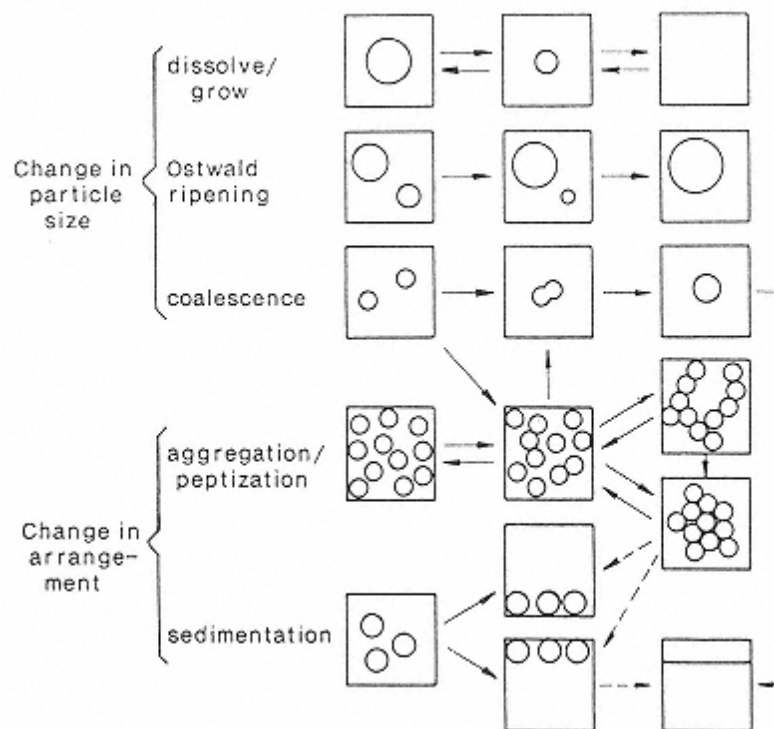 dissolve/
grow
Change in
particle
size
Ostwald
ripening
coalescence
aggregation/
peptization
Change in
arrange-
ment
sedimentation